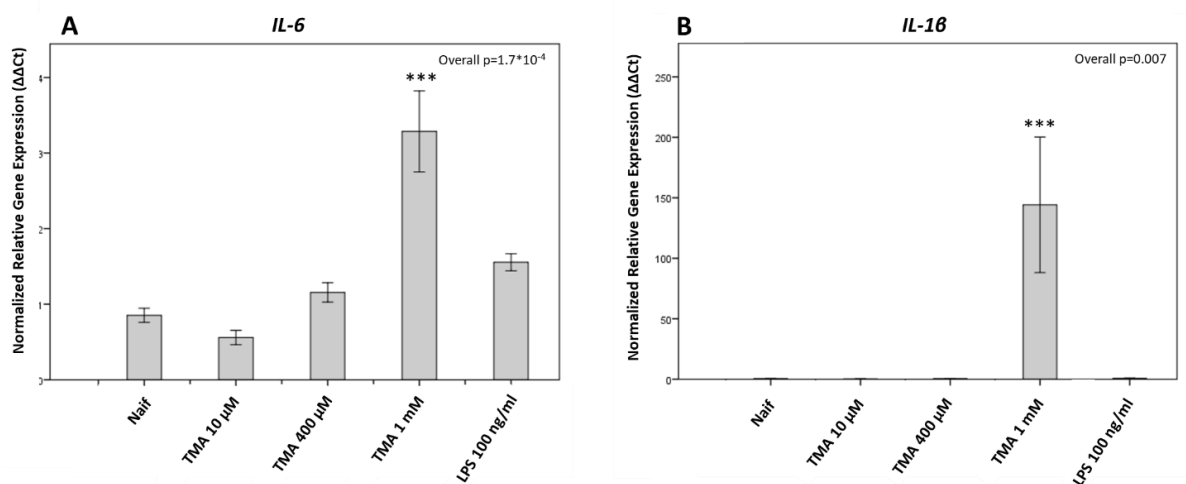 A
IL-6
Overall p=1.7*10-4
Normalized Relative Gene Expression (ΔΔCt)
4
3
2
1
0
***
Naif
TMA 10 µM
TMA 400 µM
TMA 1 mM
LPS 100 ng/ml
B
IL-1β
Overall p=0.007
Normalized Relative Gene Expression (ΔΔCt)
250
200
150
100
50
0
***
Naif
TMA 10 µM
TMA 400 µM
TMA 1 mM
LPS 100 ng/ml